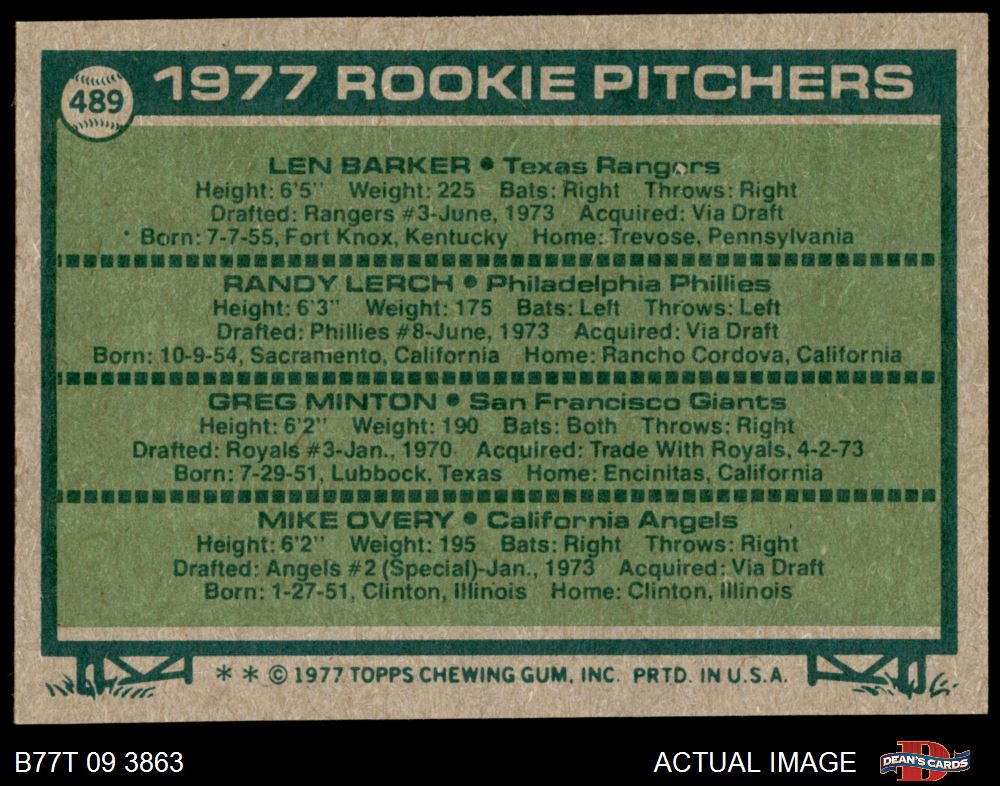 489
1977 ROOKIE PITCHERS
LEN BARKER • Texas Rangers
Height: 6'5" Weight: 225 Bats: Right Throws: Right
Drafted: Rangers #3-June, 1973 Acquired: Via Draft
Born: 7-7-55, Fort Knox, Kentucky Home: Trevose, Pennsylvania
RANDY LERCH • Philadelphia Phillies
Height: 6'3" Weight: 175 Bats: Left Throws: Left
Drafted: Phillies #8-June, 1973 Acquired: Via Draft
Born: 10-9-54, Sacramento, California Home: Rancho Cordova, California
GREG MINTON • San Francisco Giants
Height: 6'2" Weight: 190 Bats: Both Throws: Right
Drafted: Royals #3-Jan., 1970 Acquired: Trade With Royals, 4-2-73
Born: 7-29-51, Lubbock, Texas Home: Encinitas, California
MIKE OVERY • California Angels
Height: 6'2" Weight: 195 Bats: Right Throws: Right
Drafted: Angels #2 (Special)-Jan., 1973 Acquired: Via Draft
Born: 1-27-51, Clinton, Illinois Home: Clinton, Illinois
* * © 1977 TOPPS CHEWING GUM, INC. PRTD. IN U.S.A.
B77T 09 3863
ACTUAL IMAGE
D
DEAN'S CARDS